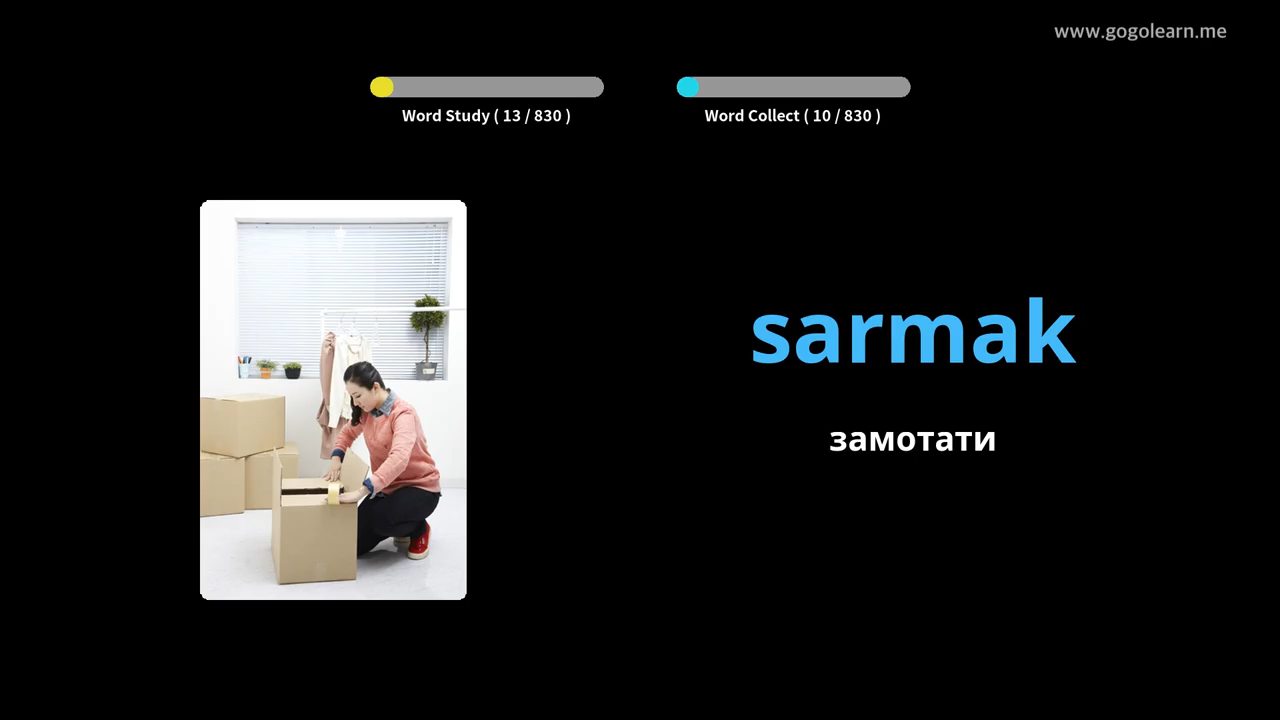 www.gogolearn.me
Word Study ( 13 / 830 )
Word Collect ( 10 / 830 )
sarmak
замотати